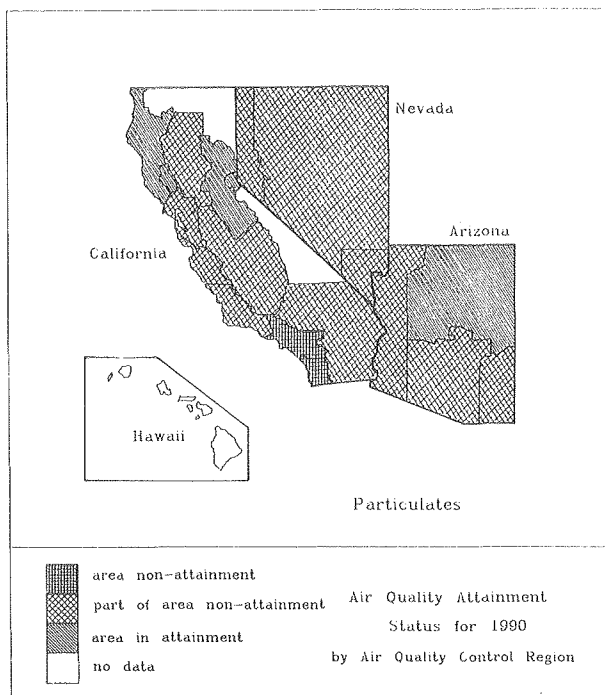 Nevada
Arizona
California
Hawaii
Particulates
area non-attainment
part of area non-attainment
area in attainment
no data
Air Quality Attainment
Status for 1990
by Air Quality Control Region